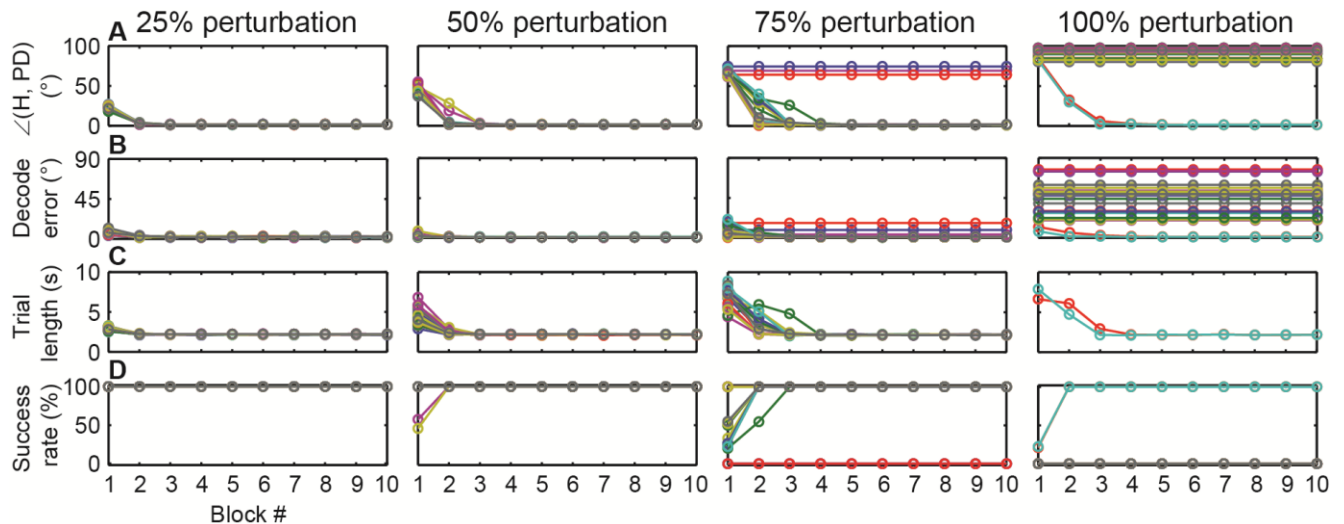 25% perturbation 50% perturbation 75% perturbation 100% perturbation
A
∠(H, PD) (°)
100
50
0
B
Decode error (°)
90
45
0
C
Trial length (s)
10
5
0
D
Success rate (%)
100
50
0
1 2 3 4 5 6 7 8 9 10 1 2 3 4 5 6 7 8 9 10 1 2 3 4 5 6 7 8 9 10 1 2 3 4 5 6 7 8 9 10
Block #